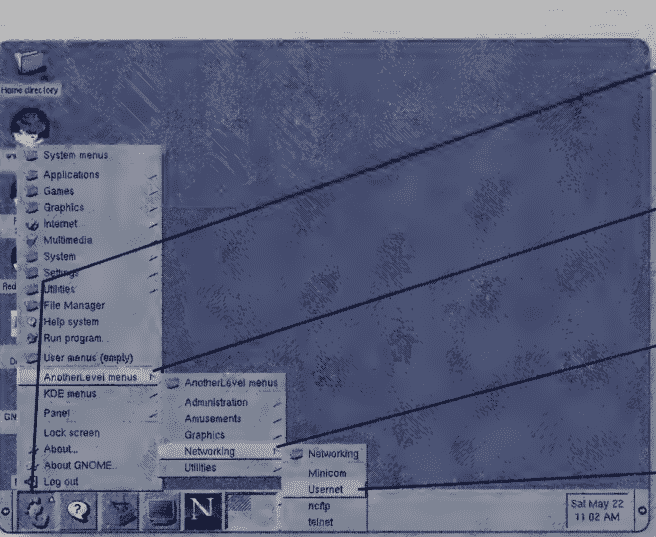 Home directory
System menus
Applications
Games
Graphics
Internet
Multimedia
System
Settings
Utilities
File Manager
Help system
Run program...
User menus (empty)
AnotherLevel menus
KDE menus
Panel
Lock screen
About...
About GNOME...
Log out
AnotherLevel menus
Administration
Amusements
Graphics
Networking
Utilities
Networking
Minicom
Usernet
ncftp
telnet
Red
GN
N
Sat May 22
11:02 AM